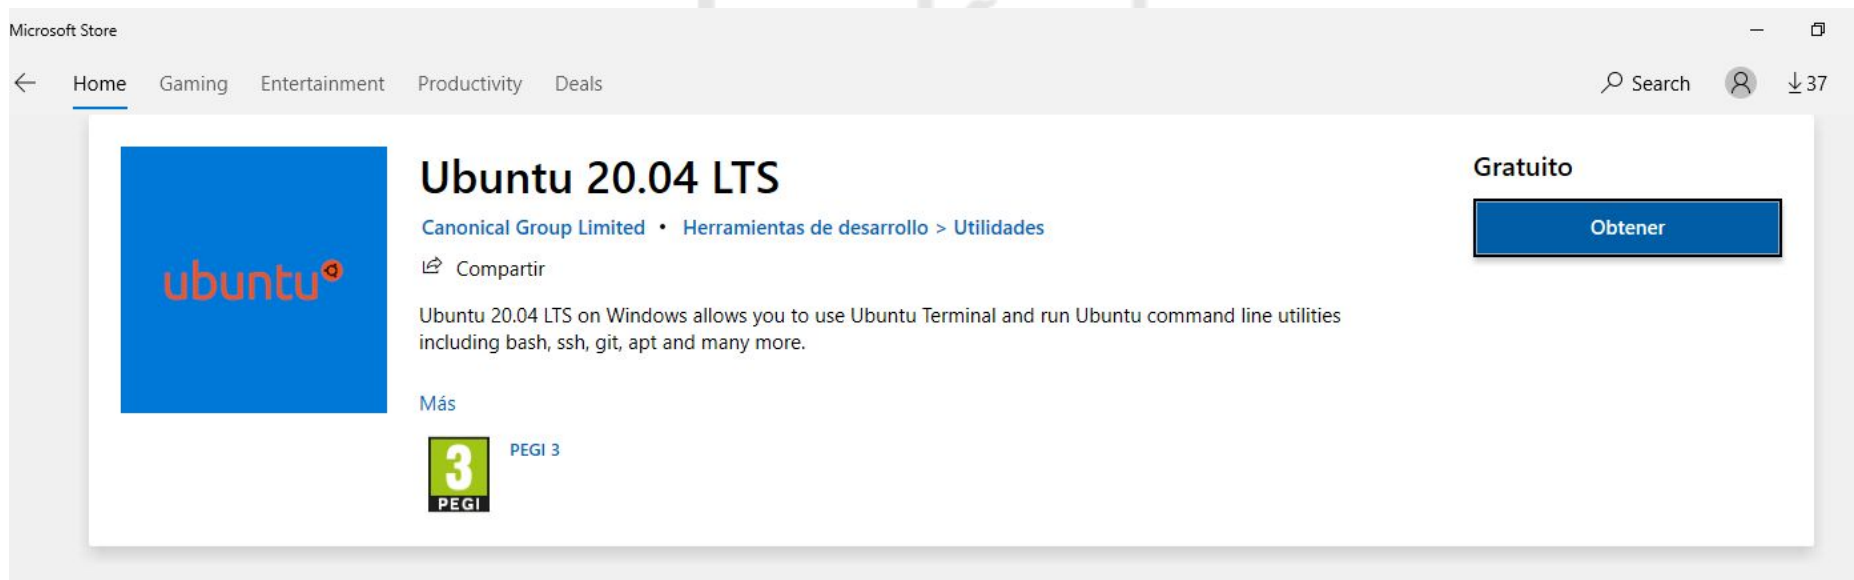 Microsoft Store
Home Gaming Entertainment Productivity Deals Search 37
ubuntu
Ubuntu 20.04 LTS
Canonical Group Limited • Herramientas de desarrollo > Utilidades
Compartir
Ubuntu 20.04 LTS on Windows allows you to use Ubuntu Terminal and run Ubuntu command line utilities
including bash, ssh, git, apt and many more.
Más
3
PEGI
PEGI 3
Gratuito
Obtener